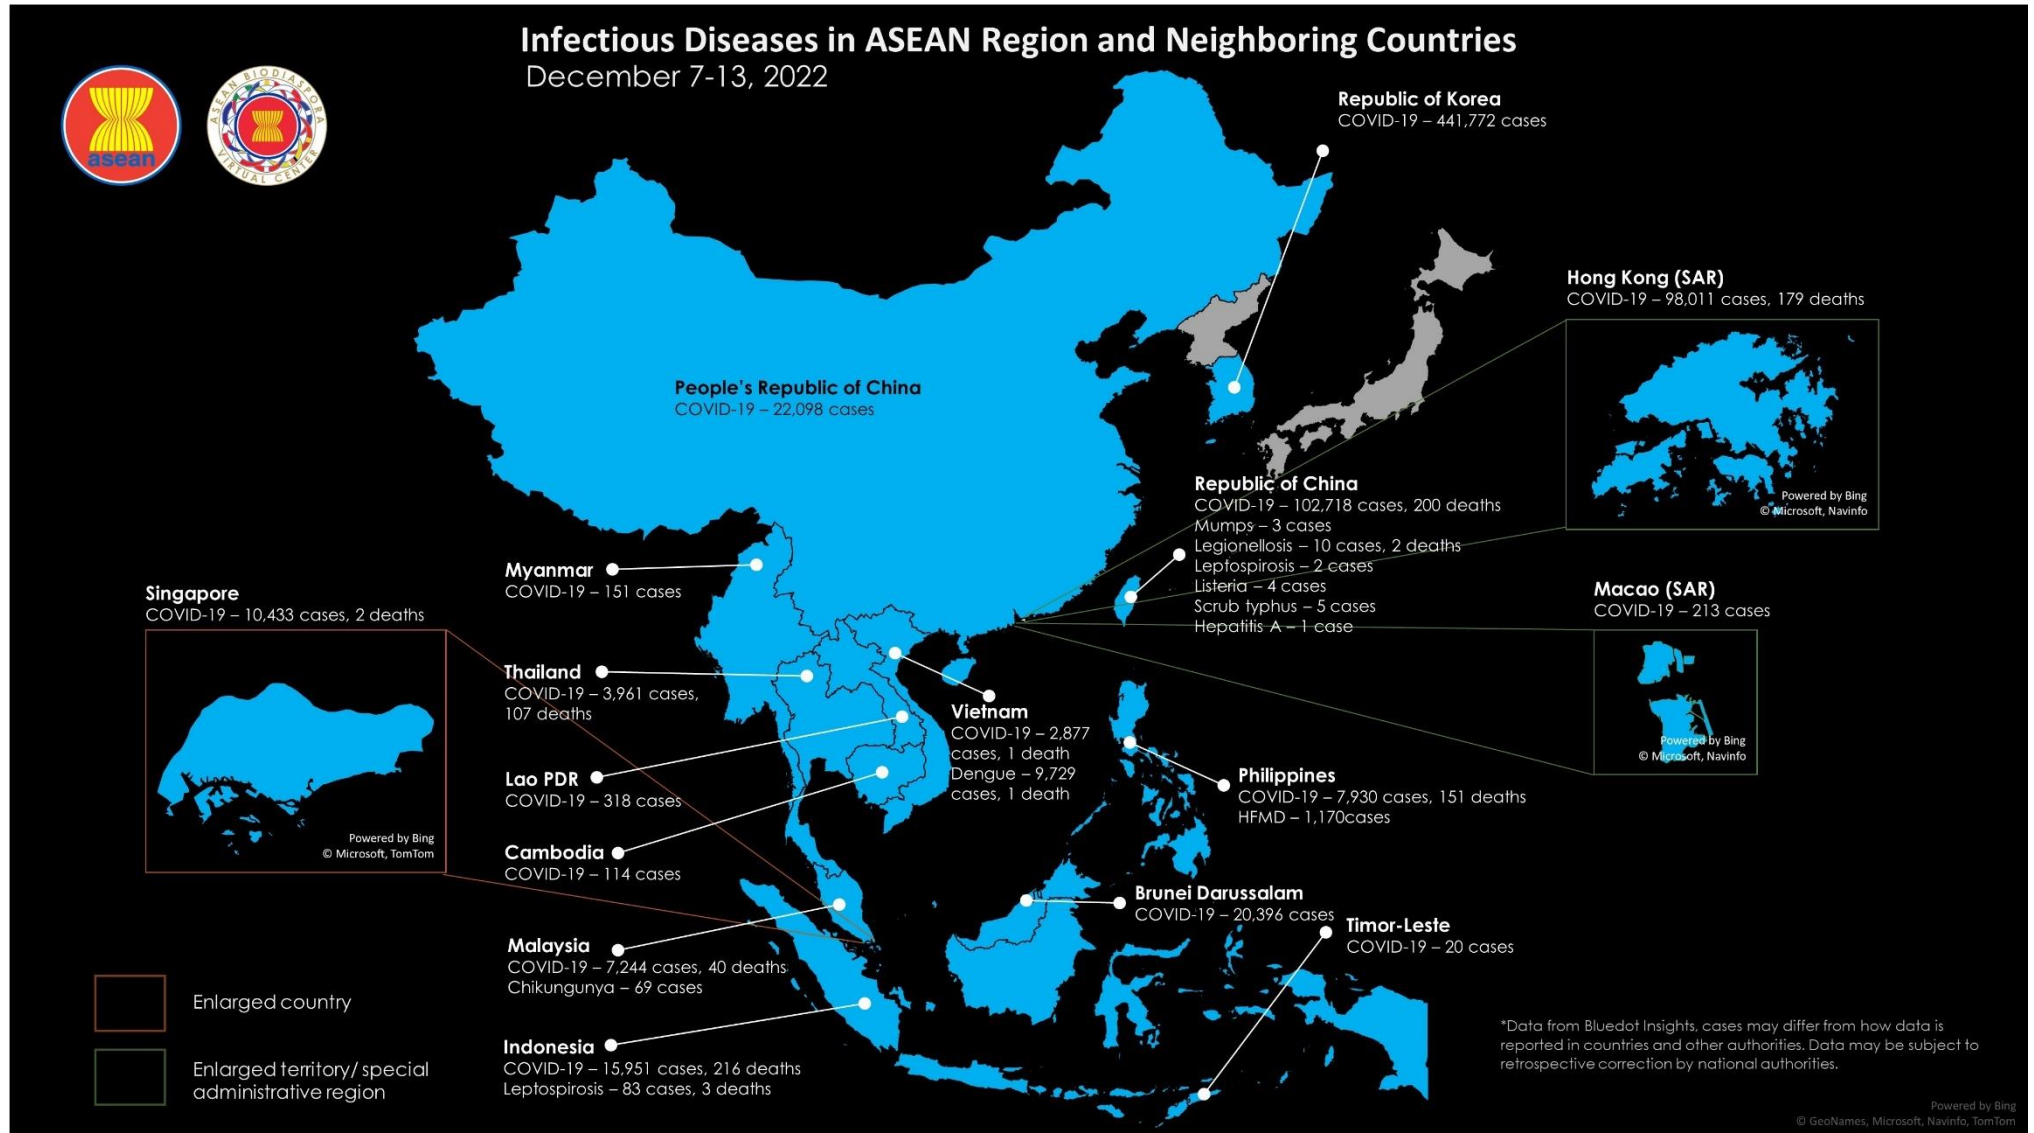 Infectious Diseases in ASEAN Region and Neighboring Countries
December 7-13, 2022
asean
ASEAN BIODIASPORA
VIRTUAL CENTER
Republic of Korea
COVID-19 – 441,772 cases
Hong Kong (SAR)
COVID-19 – 98,011 cases, 179 deaths
Powered by Bing
© Microsoft, Navinfo
People's Republic of China
COVID-19 – 22,098 cases
Republic of China
COVID-19 – 102,718 cases, 200 deaths
Mumps – 3 cases
Legionellosis – 10 cases, 2 deaths
Leptospirosis – 2 cases
Listeria – 4 cases
Scrub typhus – 5 cases
Hepatitis A – 1 case
Macao (SAR)
COVID-19 – 213 cases
Powered by Bing
© Microsoft, Navinfo
Myanmar
COVID-19 – 151 cases
Singapore
COVID-19 – 10,433 cases, 2 deaths
Powered by Bing
© Microsoft, TomTom
Thailand
COVID-19 – 3,961 cases,
107 deaths
Vietnam
COVID-19 – 2,877
cases, 1 death
Dengue – 9,729
cases, 1 death
Lao PDR
COVID-19 – 318 cases
Philippines
COVID-19 – 7,930 cases, 151 deaths
HFMD – 1,170cases
Cambodia
COVID-19 – 114 cases
Brunei Darussalam
COVID-19 – 20,396 cases
Timor-Leste
COVID-19 – 20 cases
Malaysia
COVID-19 – 7,244 cases, 40 deaths
Chikungunya – 69 cases
Indonesia
COVID-19 – 15,951 cases, 216 deaths
Leptospirosis – 83 cases, 3 deaths
Enlarged country
Enlarged territory/ special
administrative region
*Data from Bluedot Insights, cases may differ from how data is
reported in countries and other authorities. Data may be subject to
retrospective correction by national authorities.
Powered by Bing
© GeoNames, Microsoft, Navinfo, TomTom